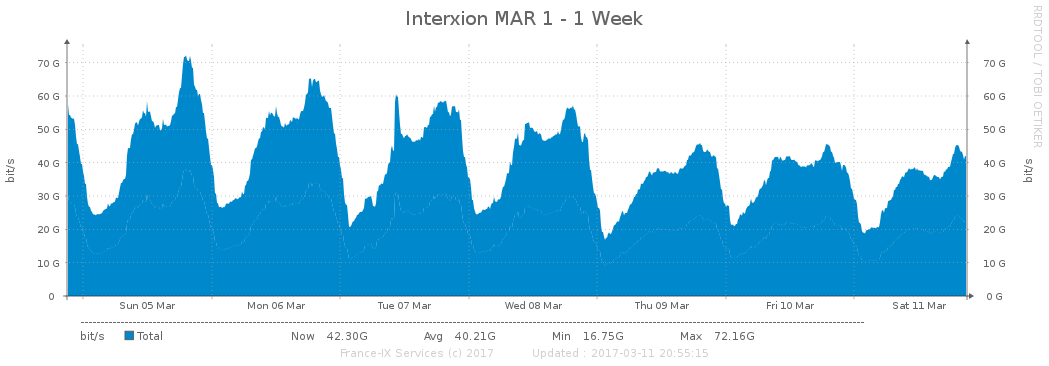 Interxion MAR 1 - 1 Week
RRDTOOL / TOBI OETIKER
bit/s
70 G 70 G
60 G 60 G
50 G 50 G
40 G 40 G
30 G 30 G
20 G 20 G
10 G 10 G
0 0 G
bit/s
Sun 05 Mar Mon 06 Mar Tue 07 Mar Wed 08 Mar Thu 09 Mar Fri 10 Mar Sat 11 Mar
bit/s Total Now 42.30G Avg 40.21G Min 16.75G Max 72.16G
France-IX Services (c) 2017 Updated : 2017-03-11 20:55:15